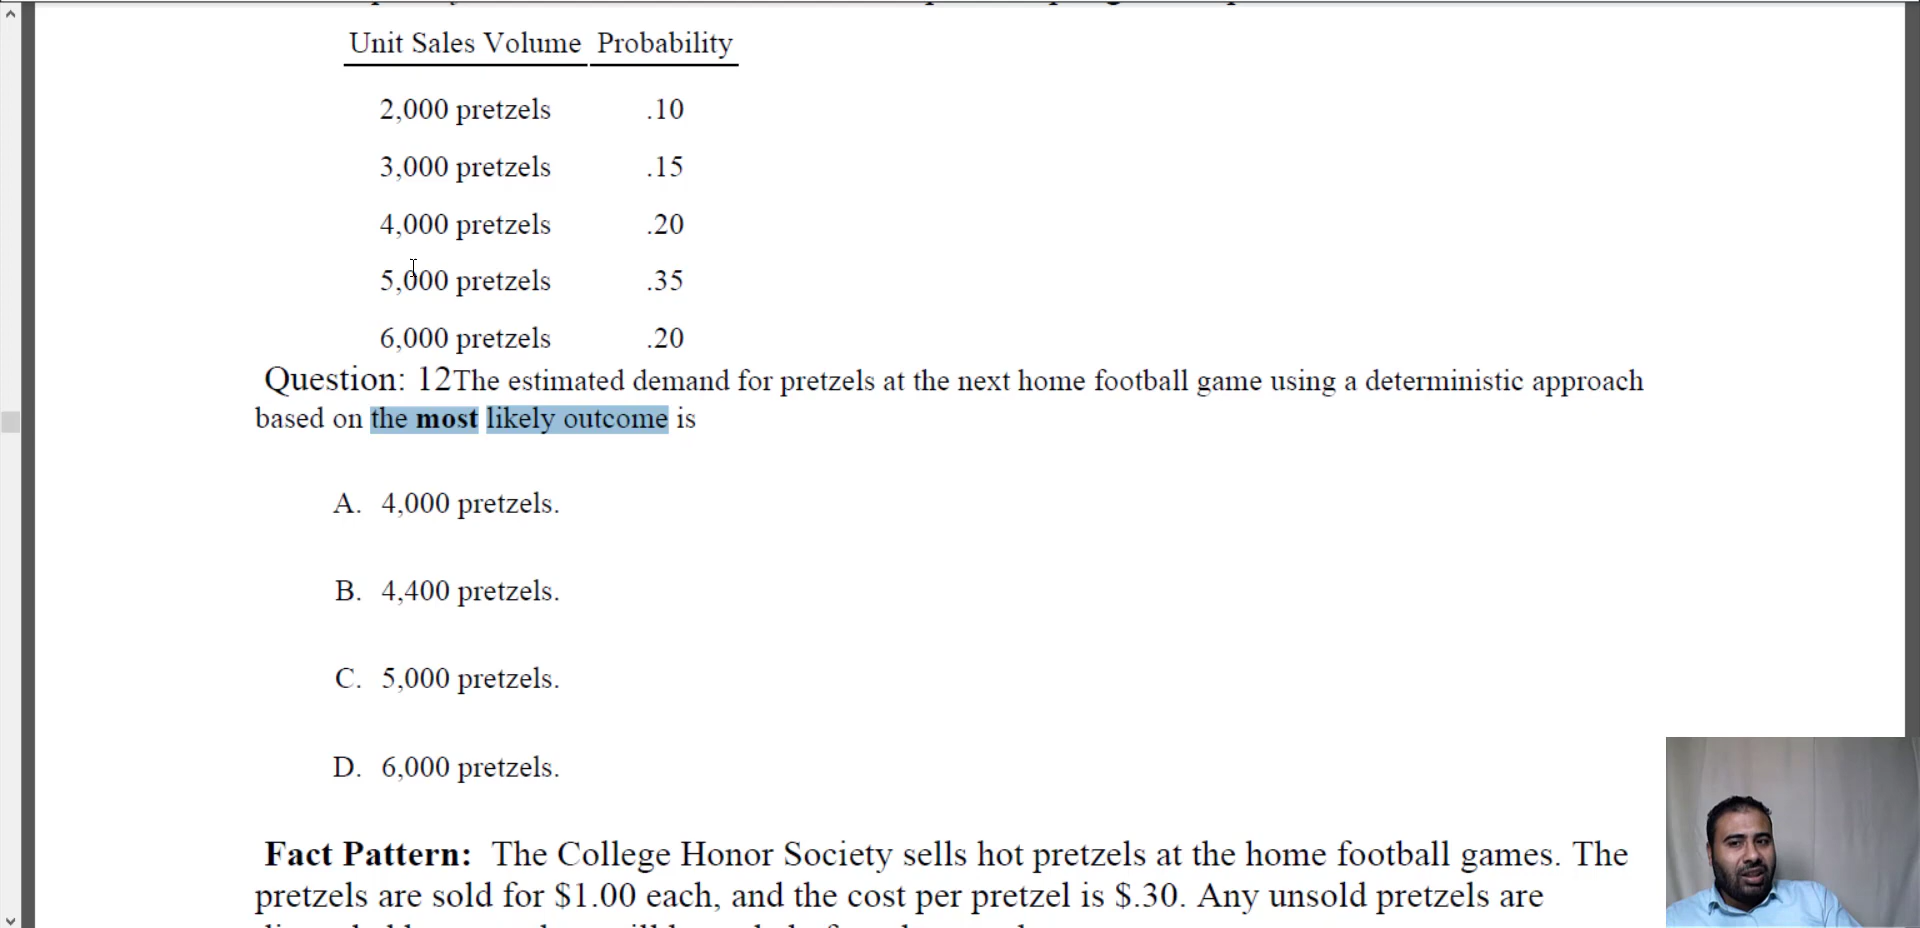 Unit Sales Volume Probability
2,000 pretzels .10
3,000 pretzels .15
4,000 pretzels .20
5,000 pretzels .35
6,000 pretzels .20
Question: 12The estimated demand for pretzels at the next home football game using a deterministic approach
based on the most likely outcome is
A. 4,000 pretzels.
B. 4,400 pretzels.
C. 5,000 pretzels.
D. 6,000 pretzels.
Fact Pattern: The College Honor Society sells hot pretzels at the home football games. The
pretzels are sold for $1.00 each, and the cost per pretzel is $.30. Any unsold pretzels are